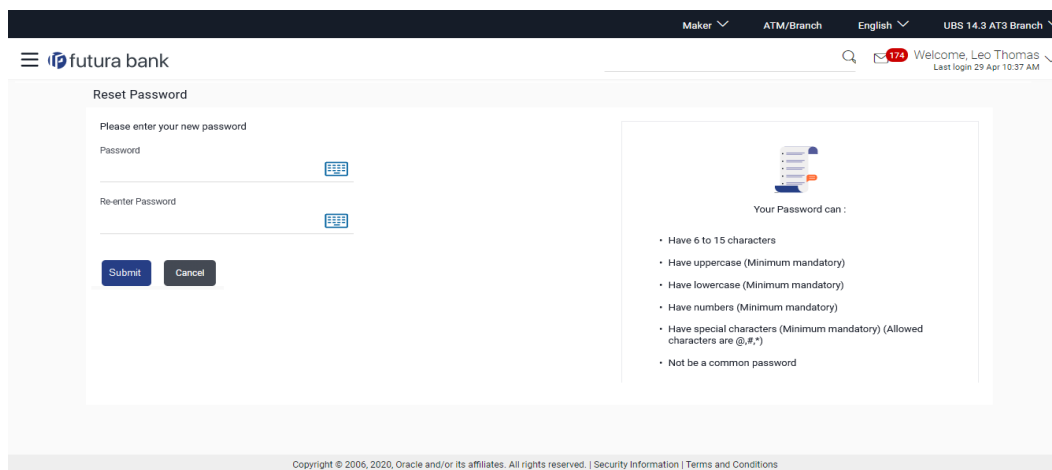 Maker ATM/Branch English UBS 14.3 AT3 Branch
futura bank 174 Welcome, Leo Thomas
Last login 29 Apr 10:37 AM
Reset Password
Please enter your new password
Password
Re-enter Password
Submit Cancel
Your Password can :
• Have 6 to 15 characters
• Have uppercase (Minimum mandatory)
• Have lowercase (Minimum mandatory)
• Have numbers (Minimum mandatory)
• Have special characters (Minimum mandatory) (Allowed
characters are @,#,*)
• Not be a common password
Copyright © 2006, 2020, Oracle and/or its affiliates. All rights reserved. | Security Information | Terms and Conditions